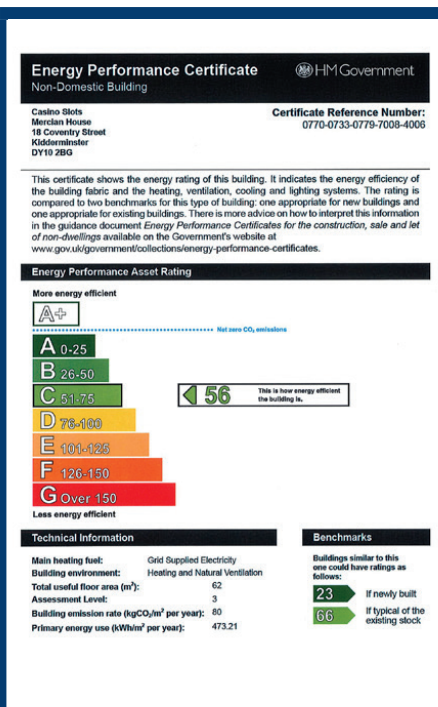 Energy Performance Certificate
HM Government
Non-Domestic Building
Casino Slots
Mercian House
18 Coventry Street
Kidderminster
DY10 2BG
Certificate Reference Number:
0770-0733-0779-7008-4006
This certificate shows the energy rating of this building. It indicates the energy efficiency of
the building fabric and the heating, ventilation, cooling and lighting systems. The rating is
compared to two benchmarks for this type of building: one appropriate for new buildings and
one appropriate for existing buildings. There is more advice on how to interpret this information
in the guidance document Energy Performance Certificates for the construction, sale and let
of non-dwellings available on the Government's website at
www.gov.uk/government/collections/energy-performance-certificates.
Energy Performance Asset Rating
More energy efficient
A+
Net zero CO₂ emissions
A 0-25
B 26-50
C 51-75
56
This is how energy efficient
the building is.
D 76-100
E 101-125
F 126-150
G Over 150
Less energy efficient
Technical Information
Main heating fuel: Grid Supplied Electricity
Building environment: Heating and Natural Ventilation
Total useful floor area (m²): 62
Assessment Level: 3
Building emission rate (kgCO₂/m² per year): 80
Primary energy use (kWh/m² per year): 473.21
Benchmarks
Buildings similar to this
one could have ratings as
follows:
23 If newly built
66 If typical of the
existing stock